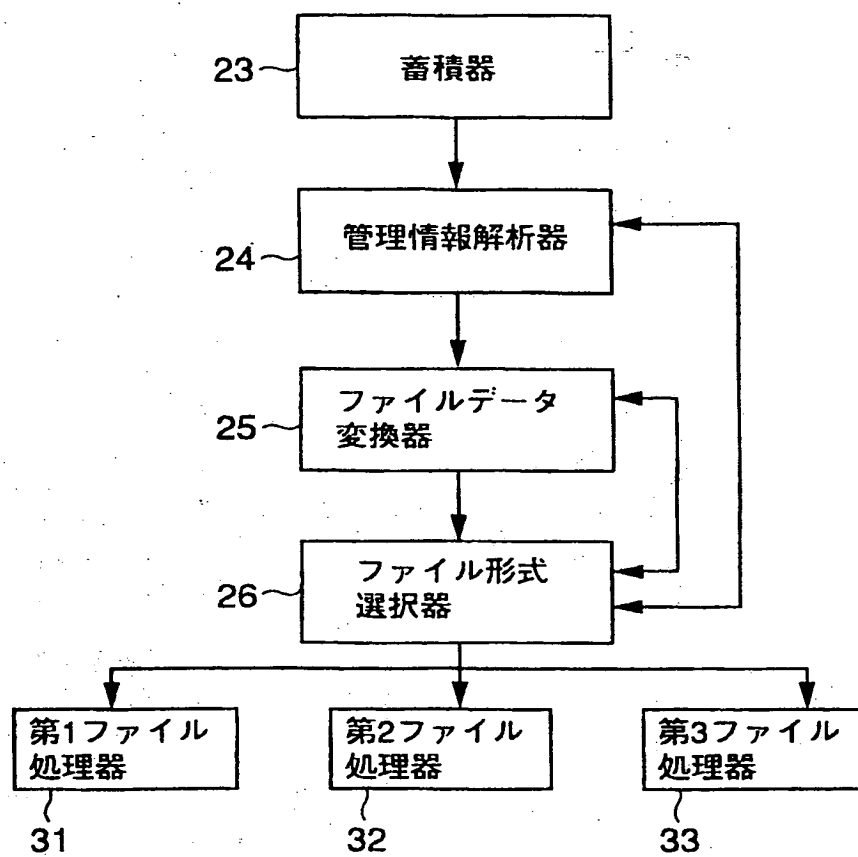 23
蓄積器
24
管理情報解析器
25
ファイルデータ
変換器
26
ファイル形式
選択器
第1ファイル
処理器
第2ファイル
処理器
第3ファイル
処理器
31
32
33